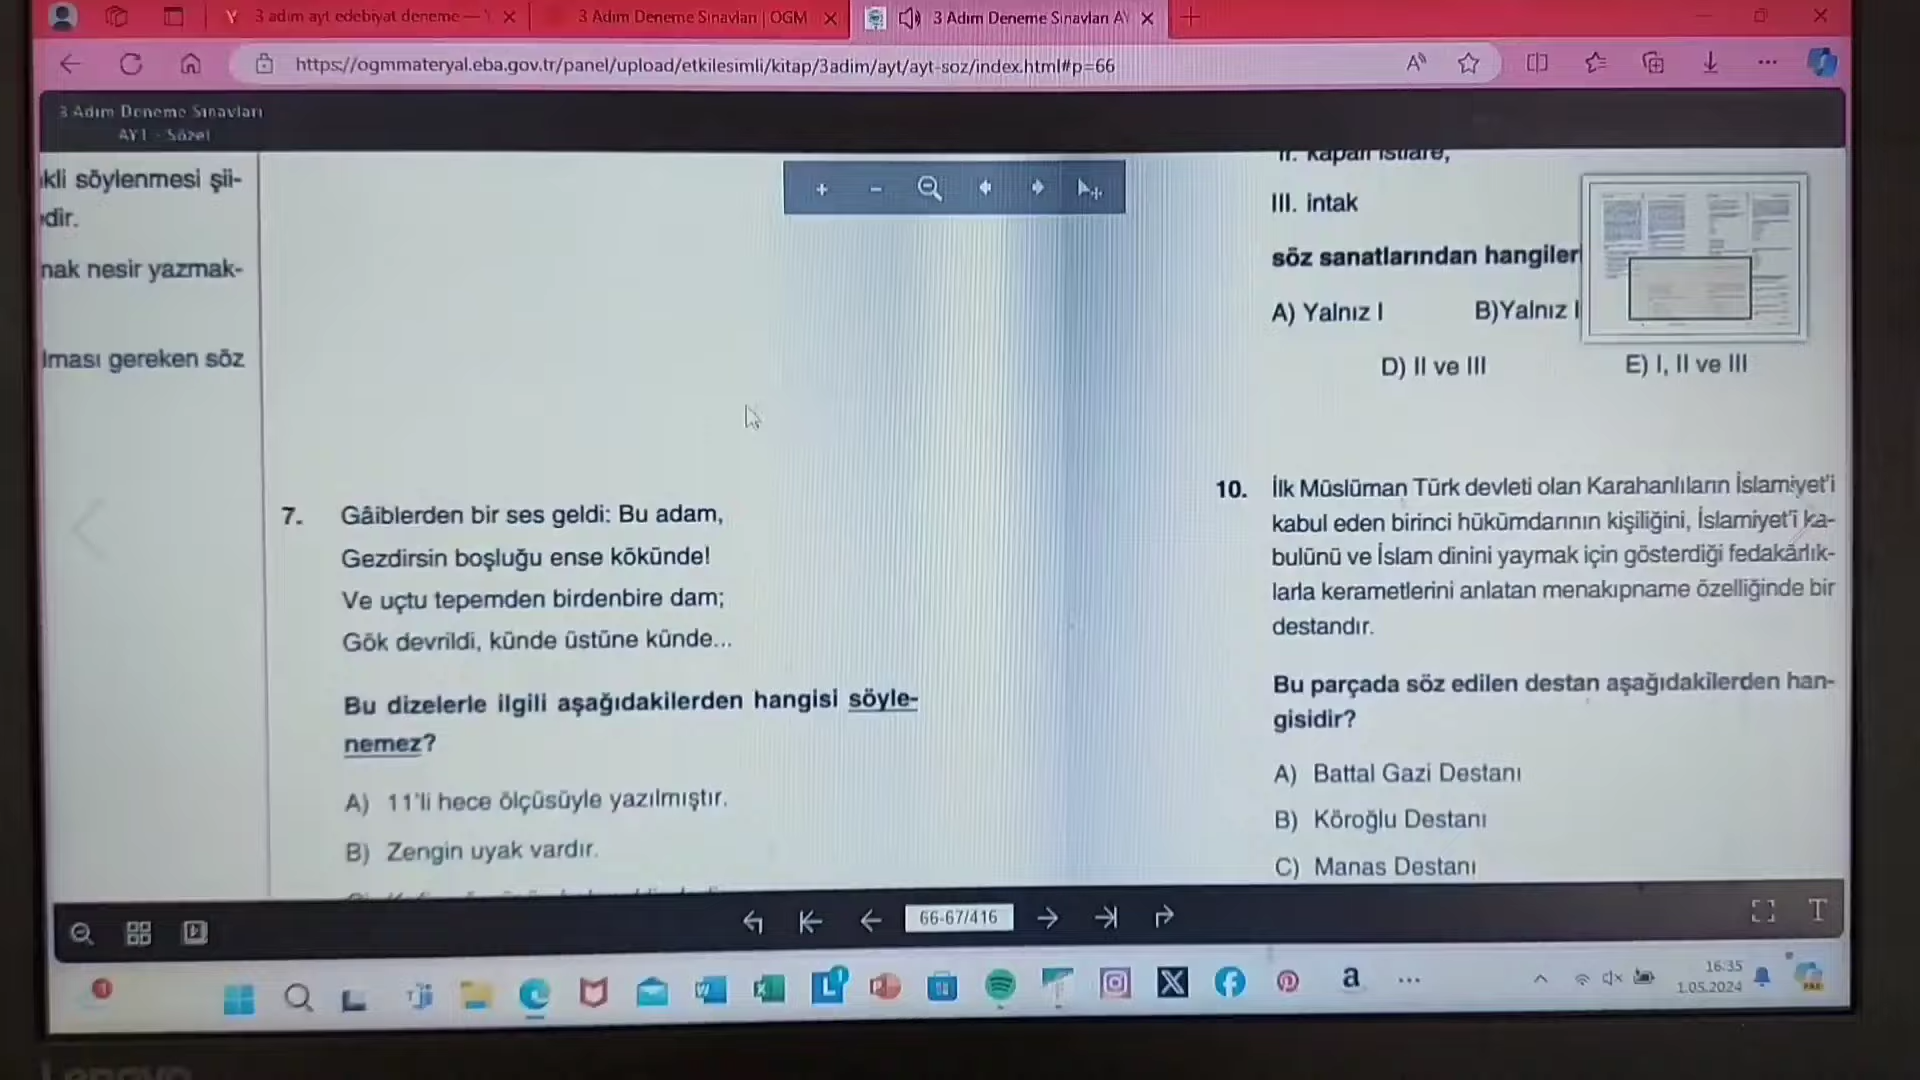 3 adim ayt edebiyat deneme —
3 Adım Deneme Sınavları | OGM
3 Adım Deneme Sınavları AY
https://ogmmateryal.eba.gov.tr/panel/upload/etkilesimli/kitap/3adim/ayt/ayt-soz/index.html#p=66
3 Adım Deneme Sınavları
AYT - Sözel
kli söylenmesi şii-
dir.
nak nesir yazmak-
lması gereken söz
7. Gâiblerden bir ses geldi: Bu adam,
Gezdirsin boşluğu ense kökünde!
Ve uçtu tepemden birdenbire dam;
Gök devrildi, künde üstüne künde...
Bu dizelerle ilgili aşağıdakilerden hangisi söyle-
nemez?
A) 11'li hece ölçüsüyle yazılmıştır.
B) Zengin uyak vardır.
II. kapalı istiare,
III. intak
söz sanatlarından hangiler
A) Yalnız I B)Yalnız I
D) II ve III E) I, II ve III
10. İlk Müslüman Türk devleti olan Karahanlıların İslamiyet'i
kabul eden birinci hükümdarının kişiliğini, İslamiyet'i ka-
bulünü ve İslam dinini yaymak için gösterdiği fedakârlık-
larla kerametlerini anlatan menakıpname özelliğinde bir
destandır.
Bu parçada söz edilen destan aşağıdakilerden han-
gisidir?
A) Battal Gazi Destanı
B) Köroğlu Destanı
C) Manas Destanı
66-67/416
16:35
1.05.2024
Lenovo